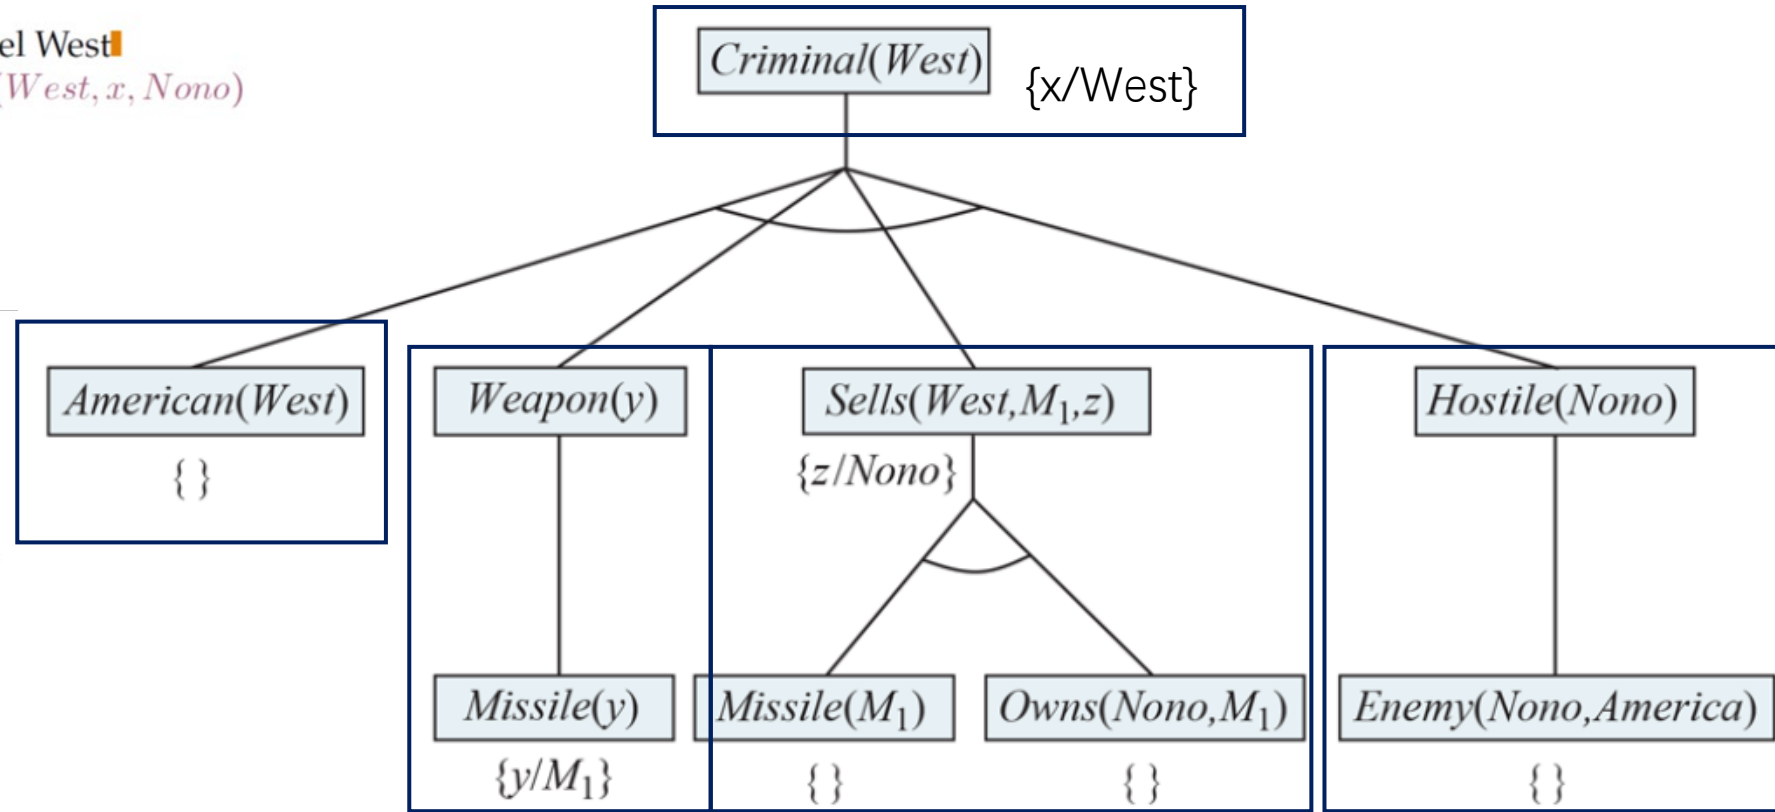 el West
(West, x, Nono)
Criminal(West)
{x/West}
American(West)
{ }
Weapon(y)
Sells(West,M₁,z)
{z/Nono}
Hostile(Nono)
Missile(y)
{y/M₁}
Missile(M₁)
{ }
Owns(Nono,M₁)
{ }
Enemy(Nono,America)
{ }